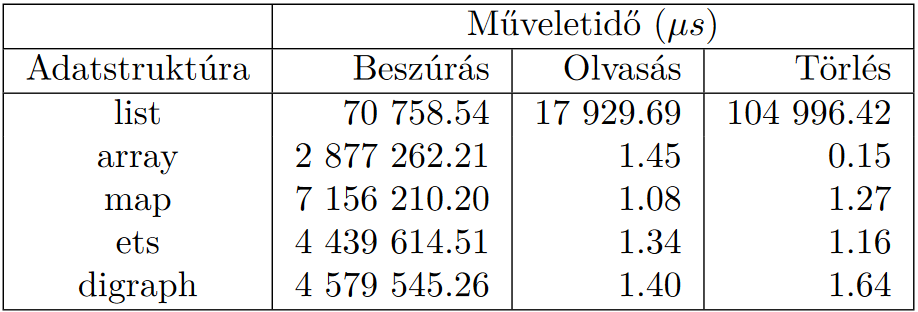 Műveletidő (μs)
Adatstruktúra Beszúrás Olvasás Törlés
list 70 758.54 17 929.69 104 996.42
array 2 877 262.21 1.45 0.15
map 7 156 210.20 1.08 1.27
ets 4 439 614.51 1.34 1.16
digraph 4 579 545.26 1.40 1.64